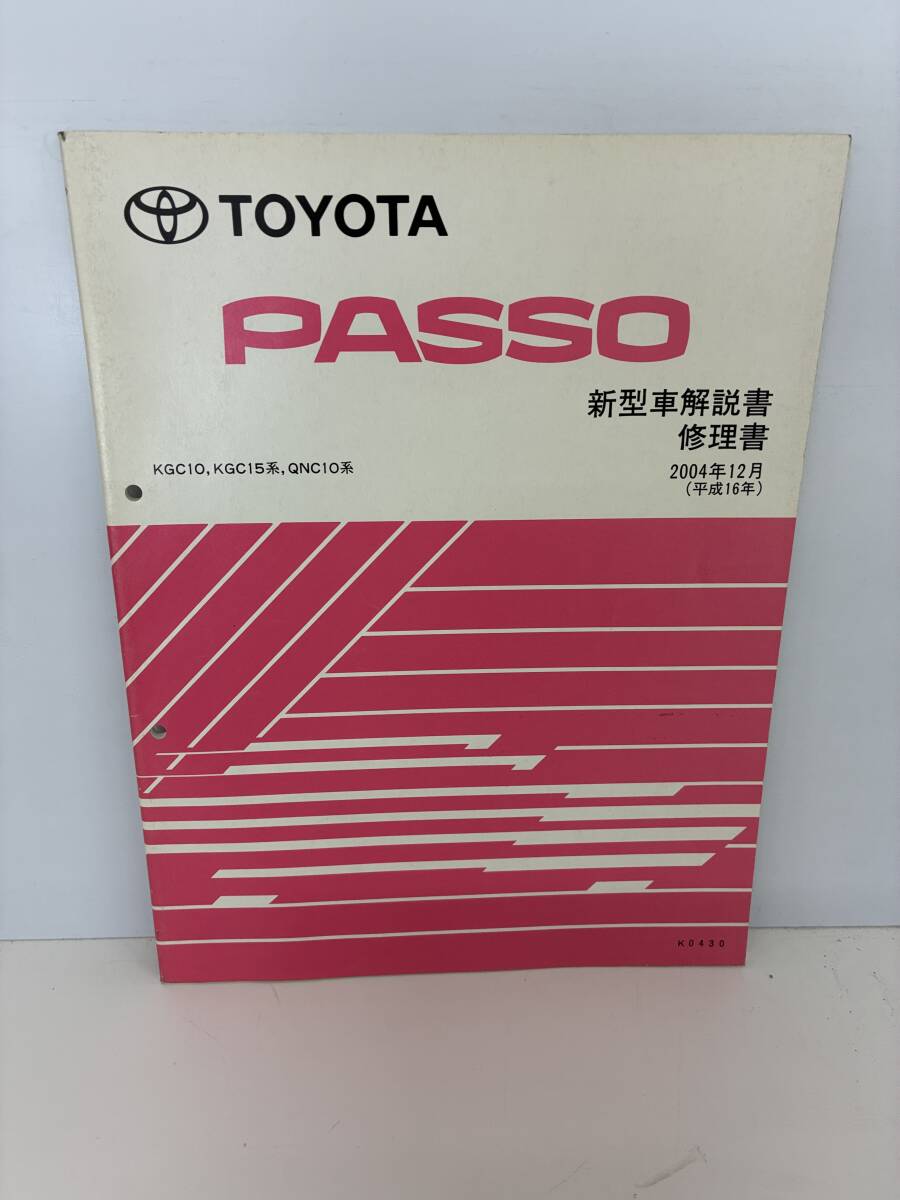 TOYOTA
PASSO
新型車解説書
修理書
KGC10, KGC15系, QNC10系
2004年12月
(平成16年)
K0430